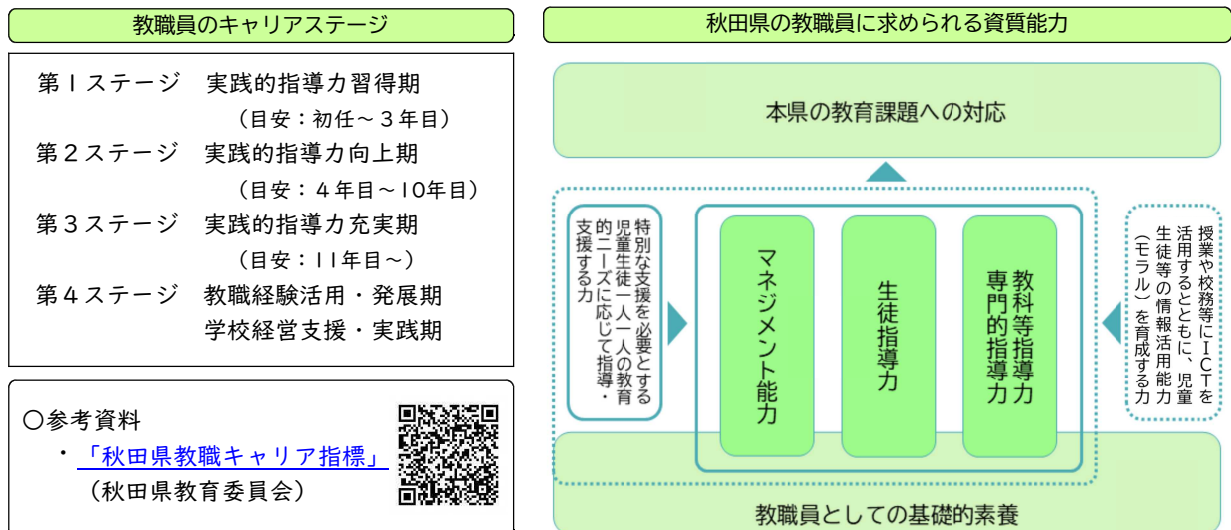 教職員のキャリアステージ
第1ステージ 実践的指導力習得期
(目安:初任~3年目)
第2ステージ 実践的指導力向上期
(目安:4年目~10年目)
第3ステージ 実践的指導力充実期
(目安:11年目~)
第4ステージ 教職経験活用・発展期
学校経営支援・実践期
○参考資料
・「秋田県教職キャリア指標」
(秋田県教育委員会)
秋田県の教職員に求められる資質能力
本県の教育課題への対応
特別な支援を必要とする
児童生徒一人一人の教育
的ニーズに応じて指導・
支援する力
マネジメント能力
生徒指導力
教科等指導力
専門的指導力
授業や校務等にICTを
活用するとともに、児童
生徒等の情報活用能力
(モラル)を育成する力
教職員としての基礎的素養